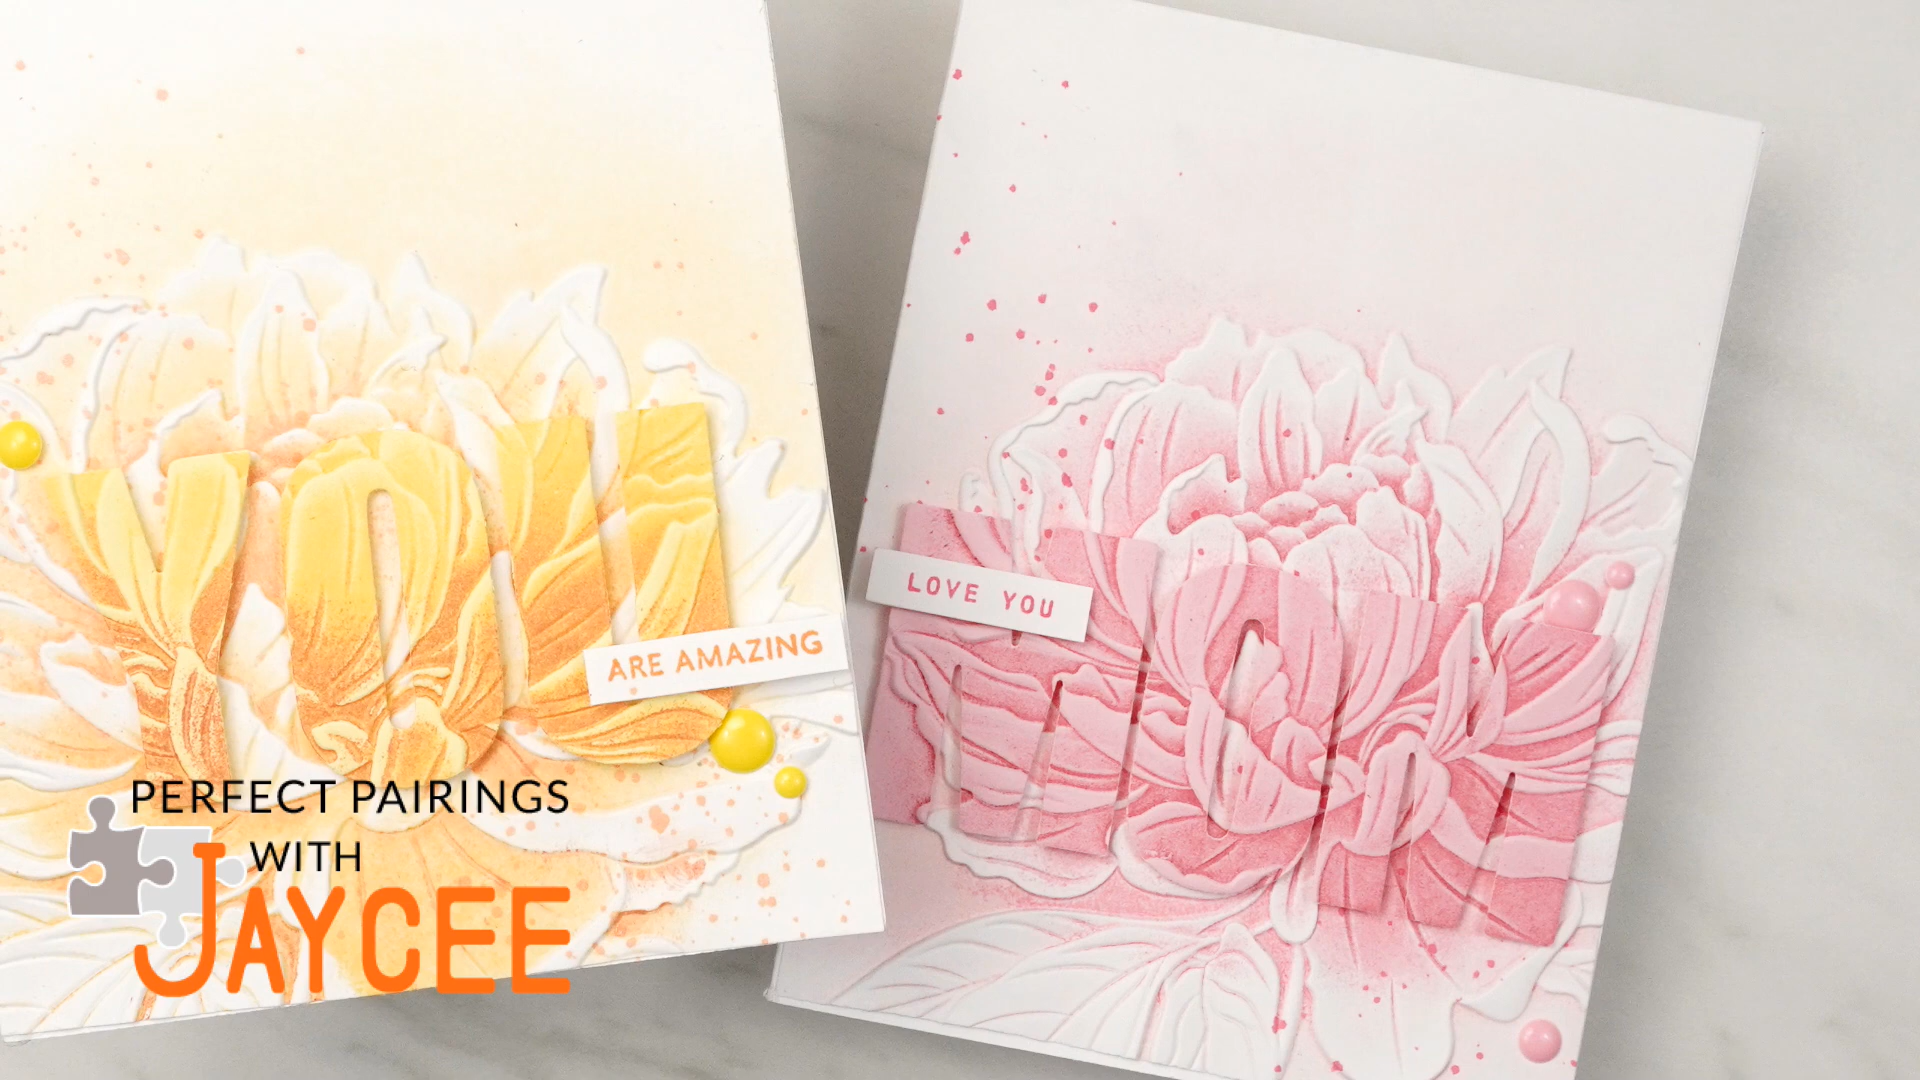 YOU
ARE AMAZING
LOVE YOU
MOM
PERFECT PAIRINGS
WITH
JAYCEE